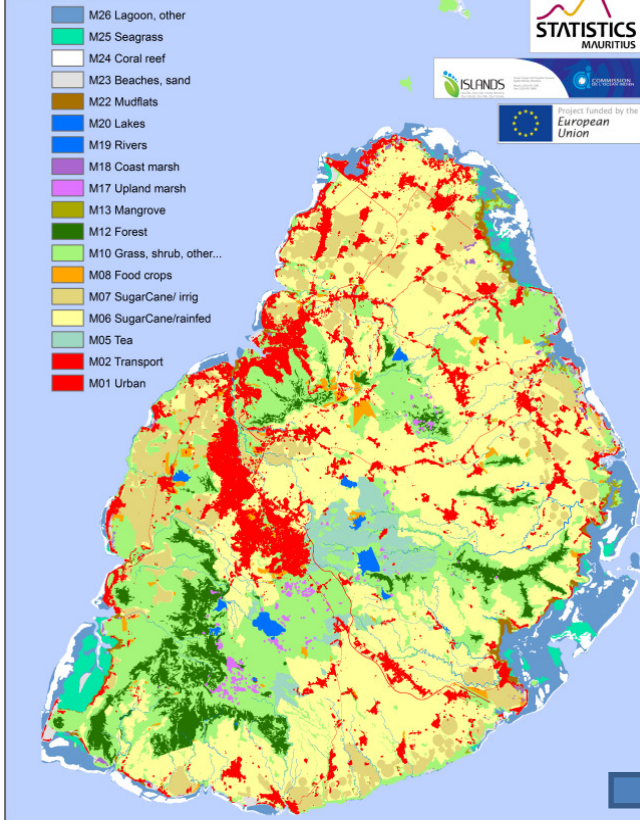 M26 Lagoon, other
M25 Seagrass
M24 Coral reef
M23 Beaches, sand
M22 Mudflats
M20 Lakes
M19 Rivers
M18 Coast marsh
M17 Upland marsh
M13 Mangrove
M12 Forest
M10 Grass, shrub, other...
M08 Food crops
M07 SugarCane/ irrig
M06 SugarCane/rainfed
M05 Tea
M02 Transport
M01 Urban
STATISTICS
MAURITIUS
ISLANDS
COMMISSION
DE L'OCEAN INDIEN
Project funded by the
European
Union